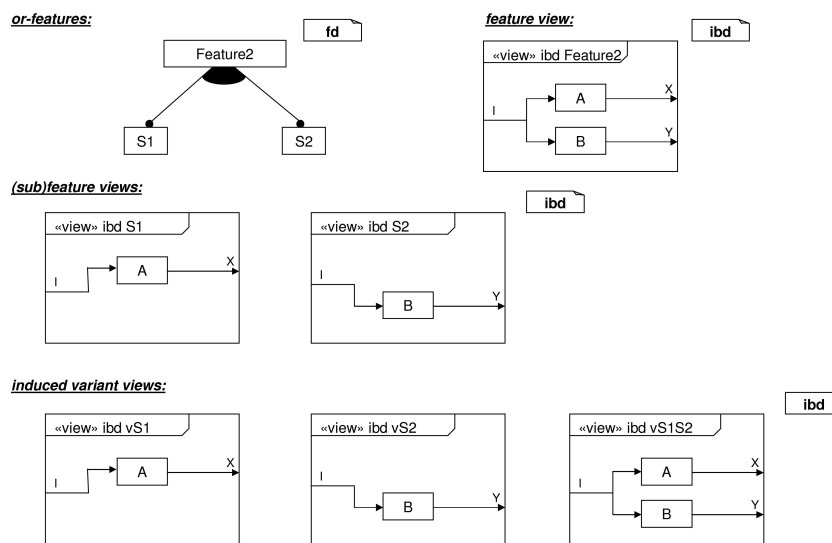 or-features:
fd
Feature2
S1
S2
feature view:
ibd
«view» ibd Feature2
I
A
X
B
Y
(sub)feature views:
ibd
«view» ibd S1
I
A
X
«view» ibd S2
I
B
Y
induced variant views:
ibd
«view» ibd vS1
I
A
X
«view» ibd vS2
I
B
Y
«view» ibd vS1S2
I
A
X
B
Y